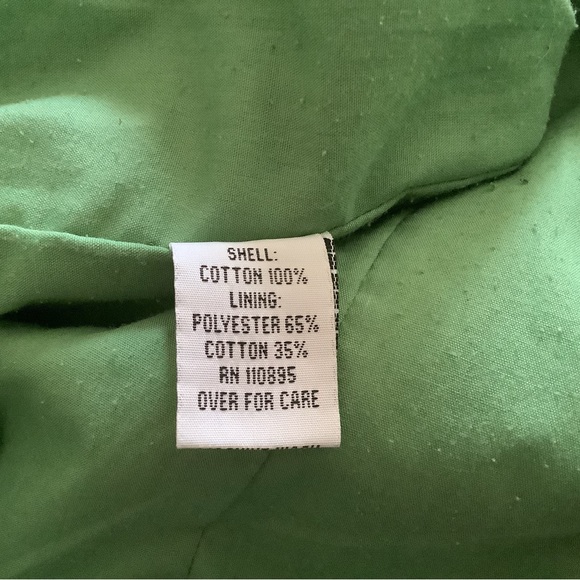 SHELL:
COTTON 100%
LINING:
POLYESTER 65%
COTTON 35%
RN 110895
OVER FOR CARE